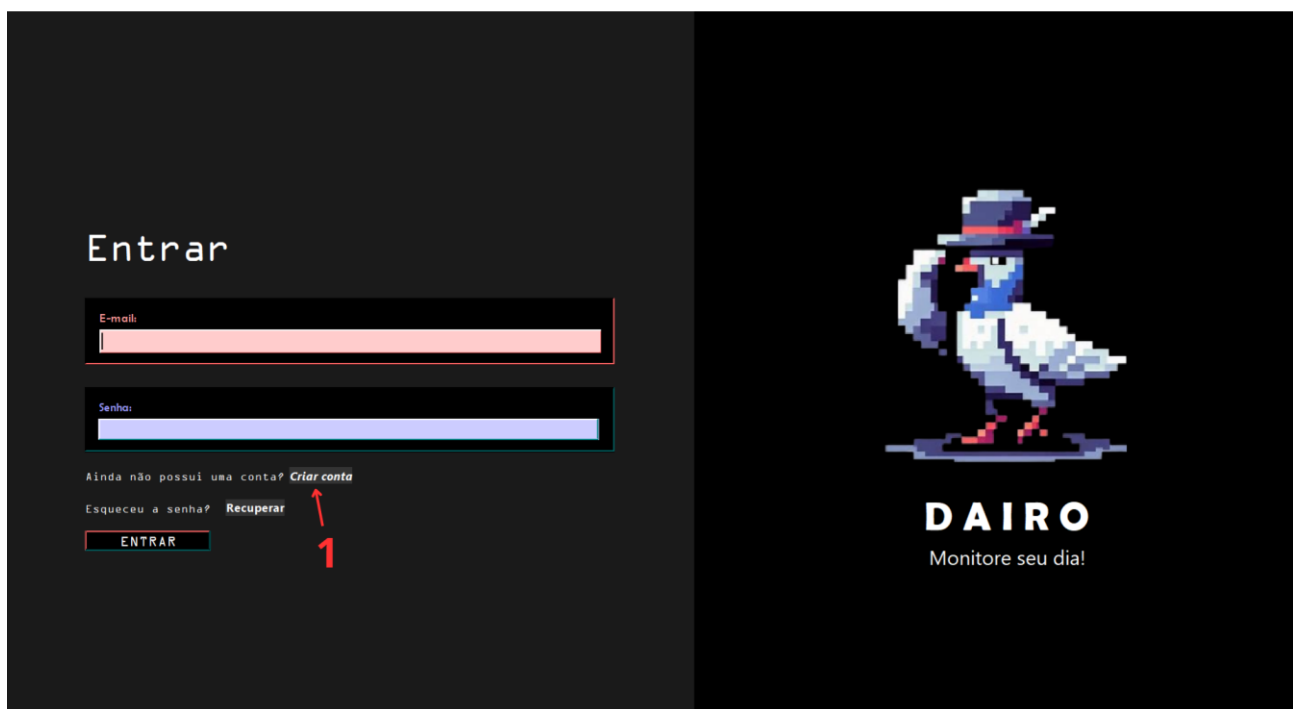 Entrar
E-mail:
Senha:
Ainda não possui uma conta? Criar conta
Esqueceu a senha? Recuperar
ENTRAR
1
DAIRO
Monitore seu dia!